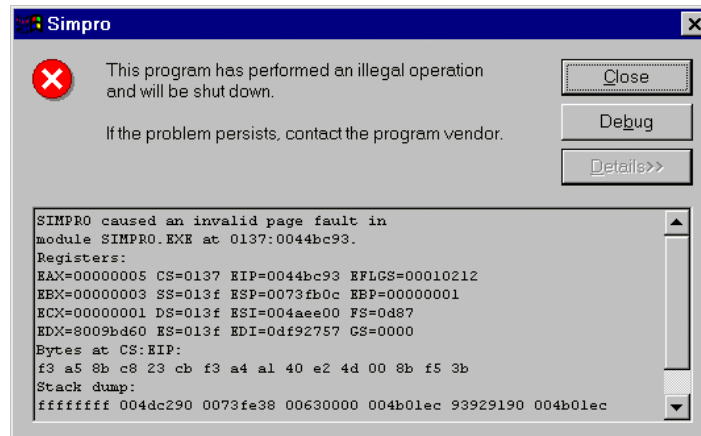 Simpro
This program has performed an illegal operation
and will be shut down.
If the problem persists, contact the program vendor.
Close
Debug
Details>>
SIMPRO caused an invalid page fault in
module SIMPRO.EXE at 0137:0044bc93.
Registers:
EAX=00000005 CS=0137 EIP=0044bc93 EFLGS=00010212
EBX=00000003 SS=013f ESP=0073fb0c EBP=00000001
ECX=00000001 DS=013f ESI=004aee00 FS=0d87
EDX=8009bd60 ES=013f EDI=0df92757 GS=0000
Bytes at CS:EIP:
f3 a5 8b c8 23 cb f3 a4 a1 40 e2 4d 00 8b f5 3b
Stack dump:
ffffffff 004dc290 0073fe38 00630000 004b01ec 93929190 004b01ec